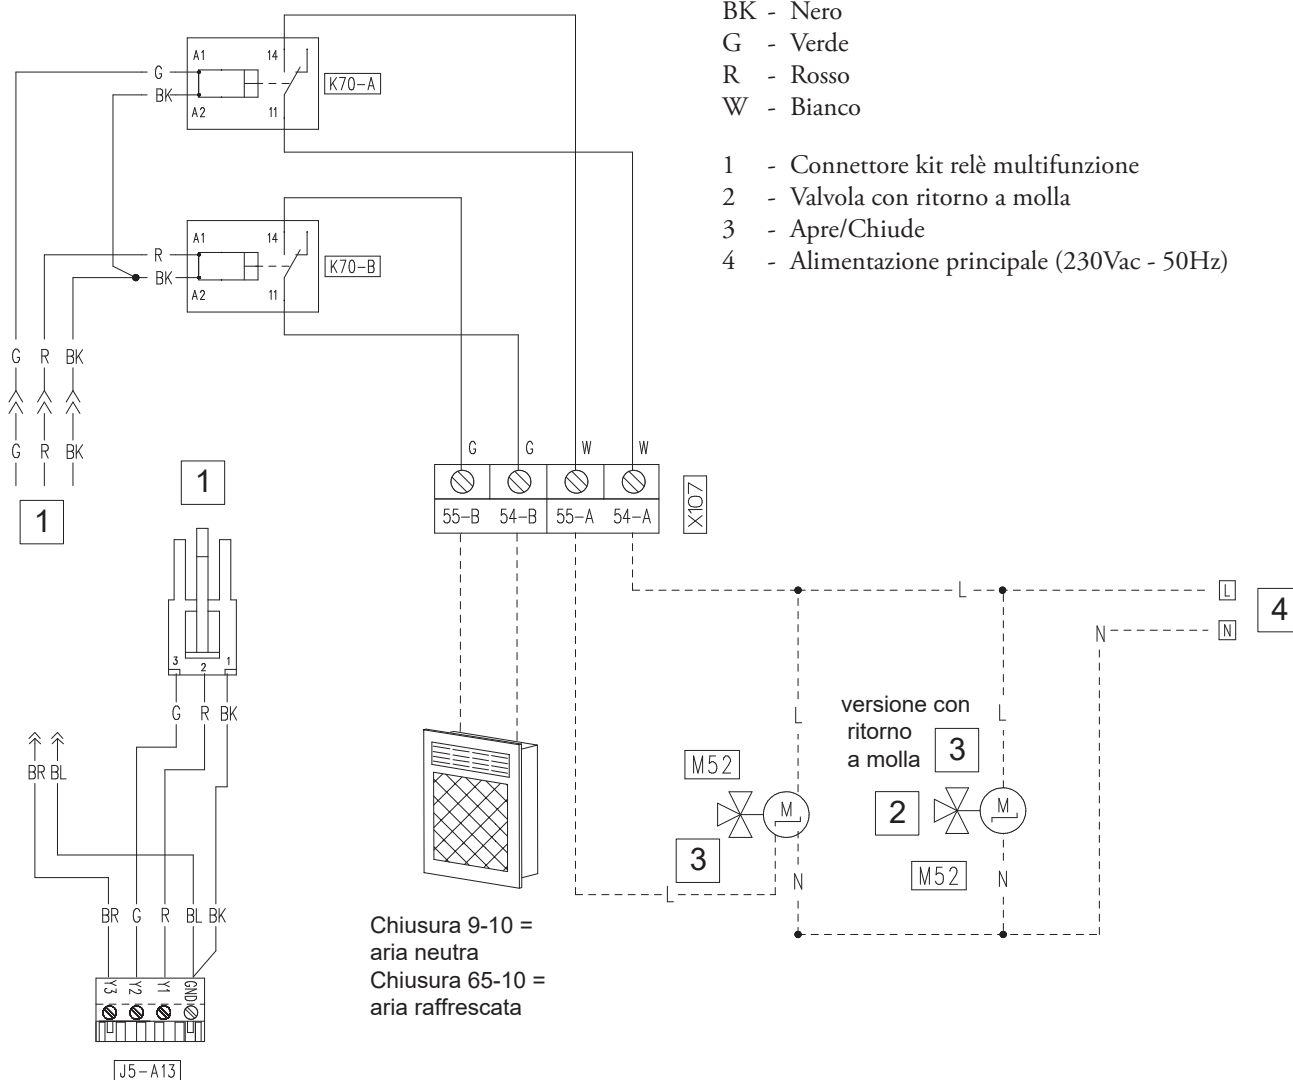 BK - Nero
G - Verde
R - Rosso
W - Bianco
1 - Connettore kit relè multifunzione
2 - Valvola con ritorno a molla
3 - Apre/Chiude
4 - Alimentazione principale (230Vac - 50Hz)
A1 14
G
K70-A
BK
A2 11
A1 14
R
K70-B
BK
A2 11
G R BK
G R BK
1
1
G G W W
55-B 54-B 55-A 54-A
X107
L
L
4
N
N
3 2 1
G R BK
BR BL
L
L
versione con
ritorno
a molla
3
M52
M
2
M
3
M52
L
N
N
BR G R BL BK
Y3 Y2 Y1 GND
J5-A13
Chiusura 9-10 =
aria neutra
Chiusura 65-10 =
aria raffrescata